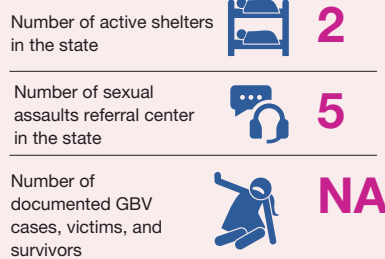 Number of active shelters
in the state
2
Number of sexual
assaults referral center
in the state
5
Number of
documented GBV
cases, victims, and
survivors
NA